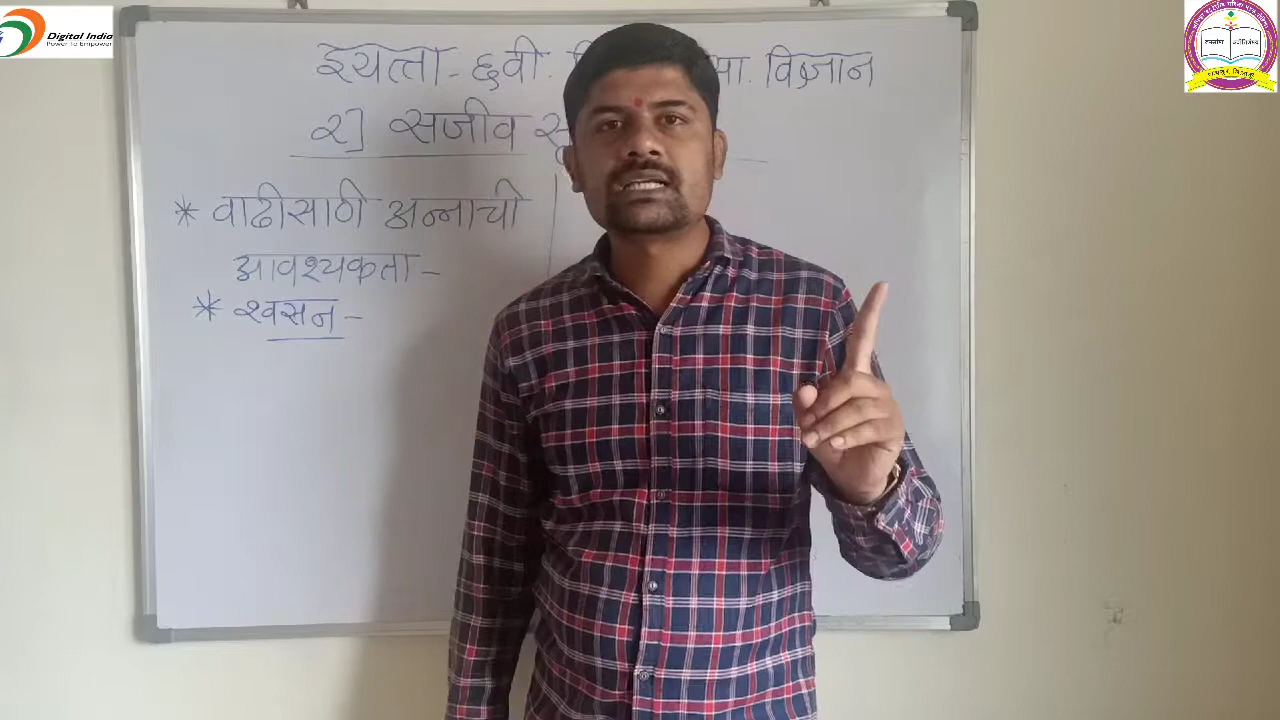 Digital India
Power To Empower
इयत्ता - ६वी. सा. विज्ञान
२] सजीव
* वाढीसाठी अन्नाची
आवश्यकता -
* श्वसन -